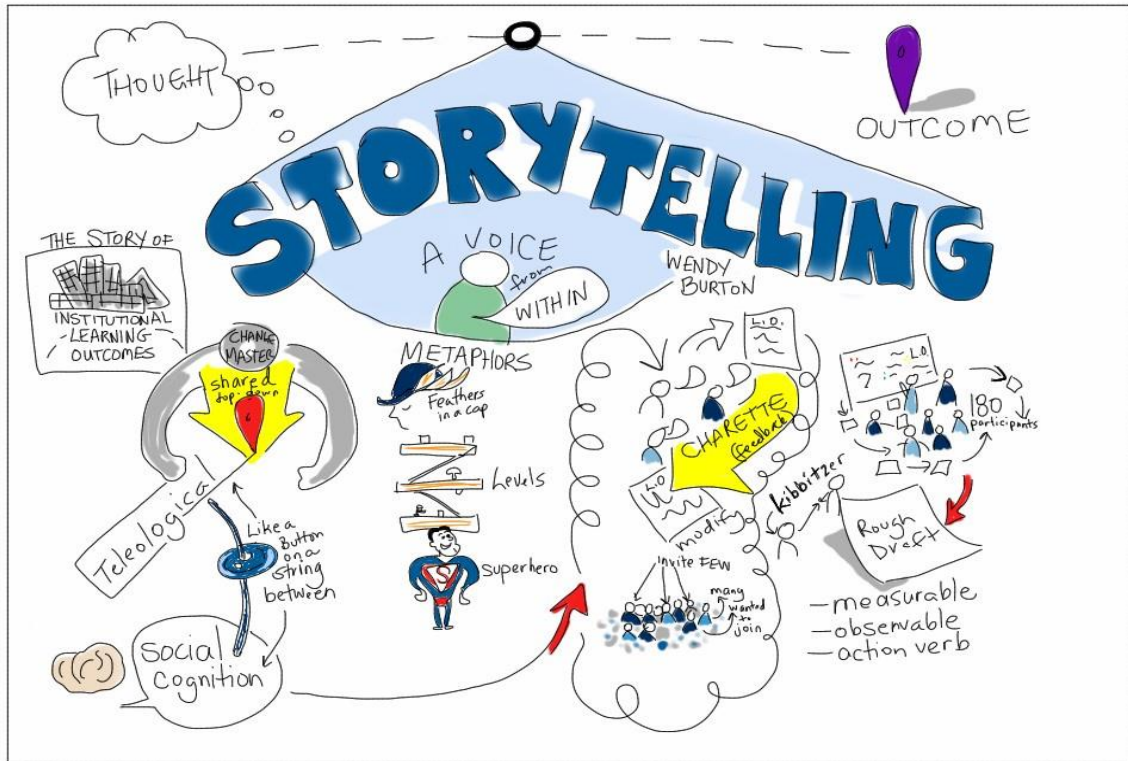 THOUGHT
OUTCOME
STORYTELLING
A VOICE
from
WITHIN
WENDY
BURTON
THE STORY OF
INSTITUTIONAL
LEARNING
OUTCOMES
CHANGE
MASTER
shared
top-down
Teleological
Like a
Button
on a
string
between
Social
Cognition
METAPHORS
Feathers
in a cap
Levels
S
Superhero
L.O.
CHARETTE
(feedback)
L.O
modify
invite FEW
many
wanted
to
join
L.O.
?
180
participants
kibbitzer
Rough
Draft
- measurable
- observable
- action verb